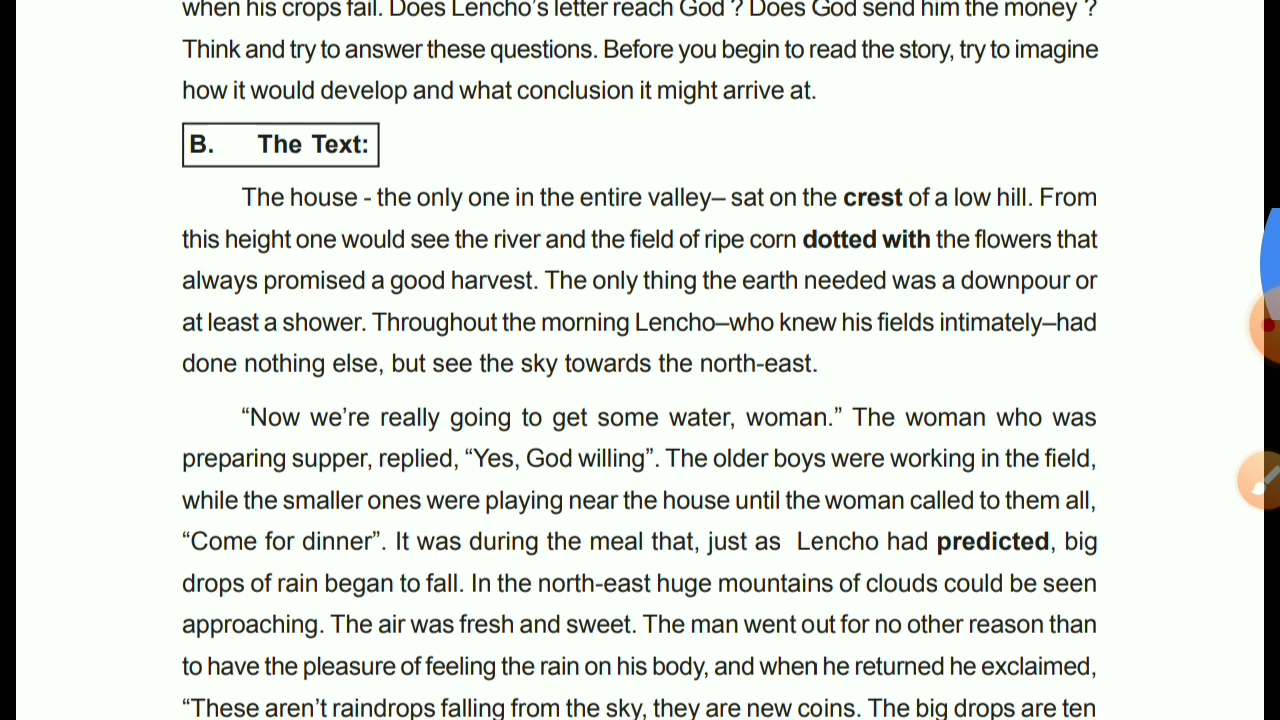 when his crops fail. Does Lencho’s letter reach God ? Does God send him the money ?
Think and try to answer these questions. Before you begin to read the story, try to imagine
how it would develop and what conclusion it might arrive at.
B. The Text:
The house - the only one in the entire valley– sat on the crest of a low hill. From
this height one would see the river and the field of ripe corn dotted with the flowers that
always promised a good harvest. The only thing the earth needed was a downpour or
at least a shower. Throughout the morning Lencho–who knew his fields intimately–had
done nothing else, but see the sky towards the north-east.
“Now we’re really going to get some water, woman.” The woman who was
preparing supper, replied, “Yes, God willing”. The older boys were working in the field,
while the smaller ones were playing near the house until the woman called to them all,
“Come for dinner”. It was during the meal that, just as Lencho had predicted, big
drops of rain began to fall. In the north-east huge mountains of clouds could be seen
approaching. The air was fresh and sweet. The man went out for no other reason than
to have the pleasure of feeling the rain on his body, and when he returned he exclaimed,
“These aren’t raindrops falling from the sky, they are new coins. The big drops are ten